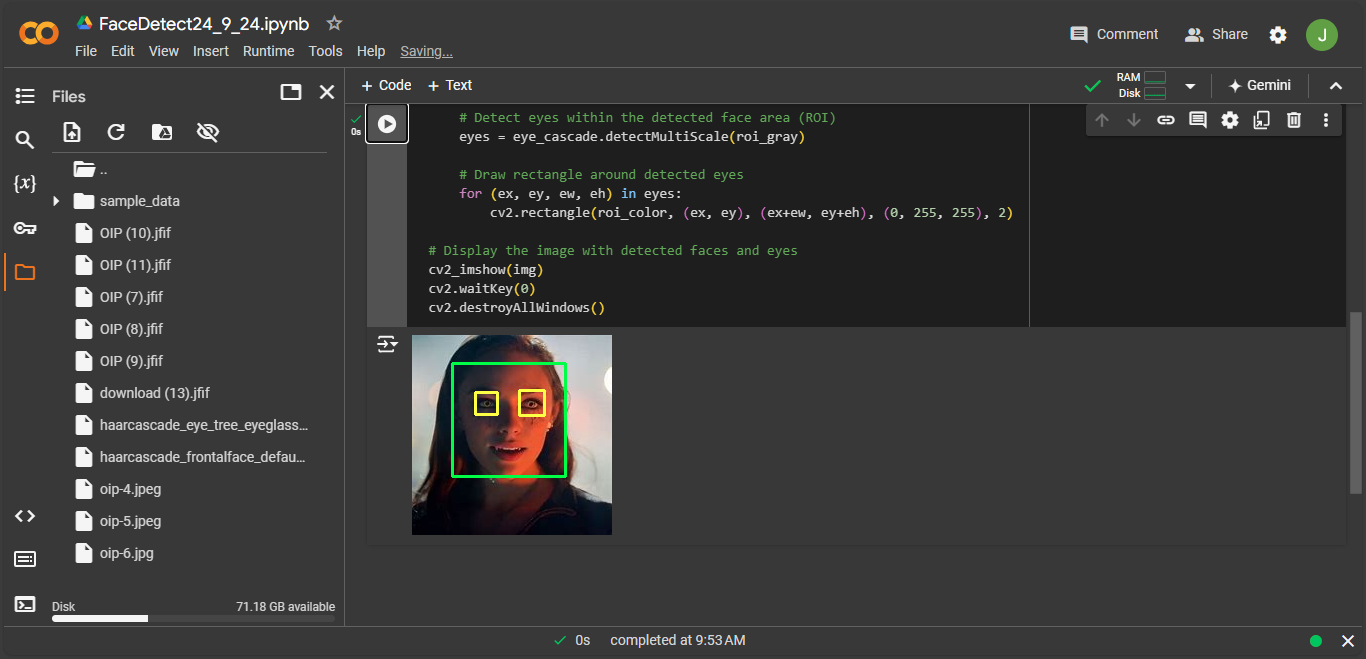 FaceDetect24_9_24.ipynb
File Edit View Insert Runtime Tools Help Saving...
Comment Share J
Files
+ Code + Text
RAM
Disk
Gemini
{x}
..
sample_data
OIP (10).jfif
OIP (11).jfif
OIP (7).jfif
OIP (8).jfif
OIP (9).jfif
download (13).jfif
haarcascade_eye_tree_eyeglass...
haarcascade_frontalface_defau...
oip-4.jpeg
oip-5.jpeg
oip-6.jpg
Disk 71.18 GB available
0s
# Detect eyes within the detected face area (ROI)
eyes = eye_cascade.detectMultiScale(roi_gray)
# Draw rectangle around detected eyes
for (ex, ey, ew, eh) in eyes:
cv2.rectangle(roi_color, (ex, ey), (ex+ew, ey+eh), (0, 255, 255), 2)
# Display the image with detected faces and eyes
cv2_imshow(img)
cv2.waitKey(0)
cv2.destroyAllWindows()
0s completed at 9:53 AM